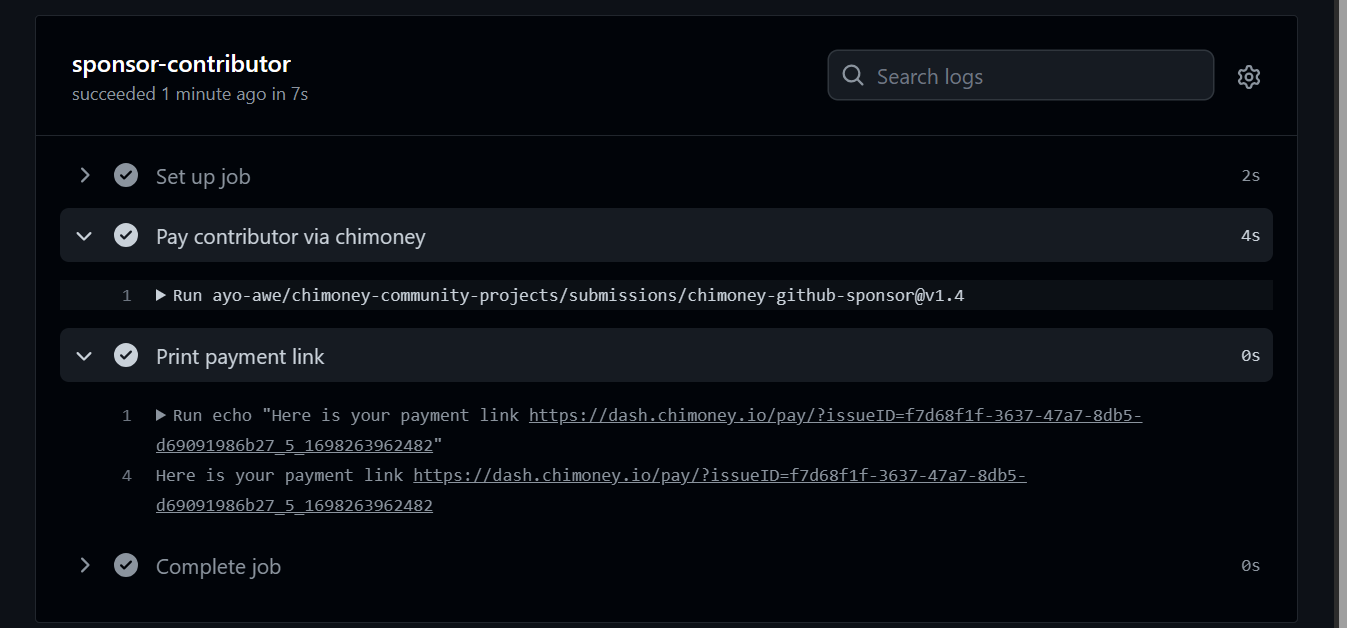 sponsor-contributor
succeeded 1 minute ago in 7s
Search logs
Set up job 2s
Pay contributor via chimoney 4s
1 Run ayo-awe/chimoney-community-projects/submissions/chimoney-github-sponsor@v1.4
Print payment link 0s
1 Run echo "Here is your payment link https://dash.chimoney.io/pay/?issueID=f7d68f1f-3637-47a7-8db5-
d69091986b27_5_1698263962482"
4 Here is your payment link https://dash.chimoney.io/pay/?issueID=f7d68f1f-3637-47a7-8db5-
d69091986b27_5_1698263962482
Complete job 0s